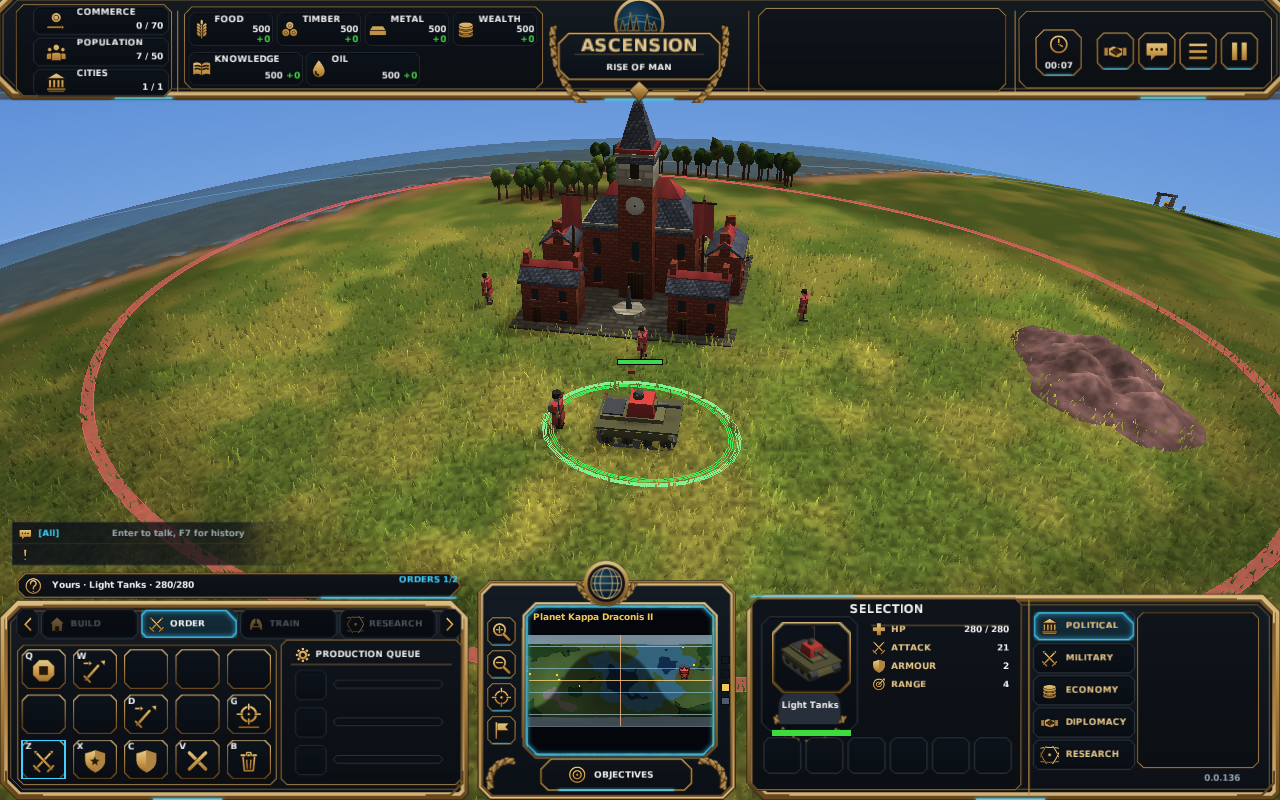 COMMERCE
0 / 70
POPULATION
7 / 50
CITIES
1 / 1
FOOD
500
+0
TIMBER
500
+0
METAL
500
+0
WEALTH
500
+0
KNOWLEDGE
500 +0
OIL
500 +0
ASCENSION
RISE OF MAN
00:07
[All] Enter to talk, F7 for history
!
Yours · Light Tanks · 280/280
ORDERS 1/2
BUILD
ORDER
TRAIN
RESEARCH
Q
W
D
G
Z
X
C
V
B
PRODUCTION QUEUE
Planet Kappa Draconis II
OBJECTIVES
SELECTION
Light Tanks
HP 280 / 280
ATTACK 21
ARMOUR 2
RANGE 4
POLITICAL
MILITARY
ECONOMY
DIPLOMACY
RESEARCH
0.0.136